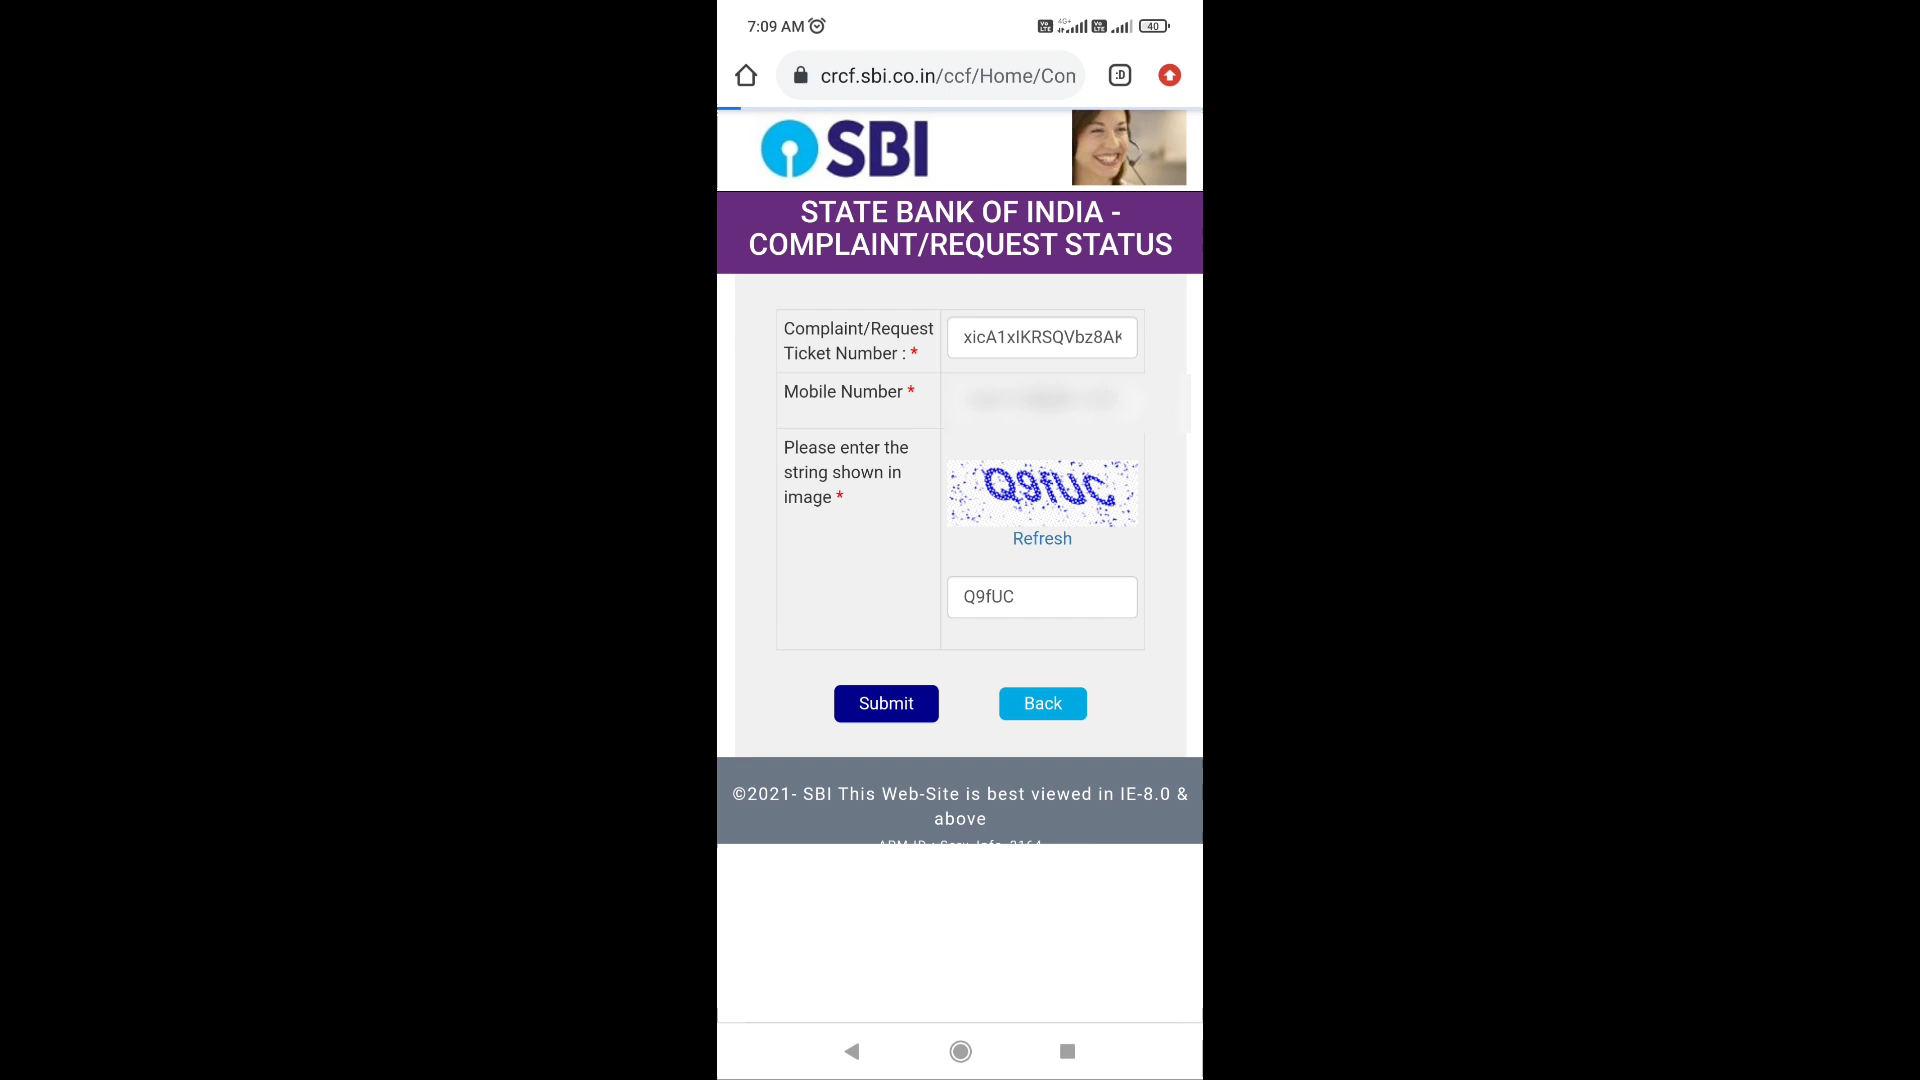 7:09 AM
4G+
40
crcf.sbi.co.in/ccf/Home/Con
:D
SBI
STATE BANK OF INDIA -
COMPLAINT/REQUEST STATUS
Complaint/Request
Ticket Number : *
xicA1xIKRSQVbz8AK
Mobile Number *
Please enter the
string shown in
image *
Q9fUC
Refresh
Q9fUC
Submit
Back
©2021- SBI This Web-Site is best viewed in IE-8.0 &
above